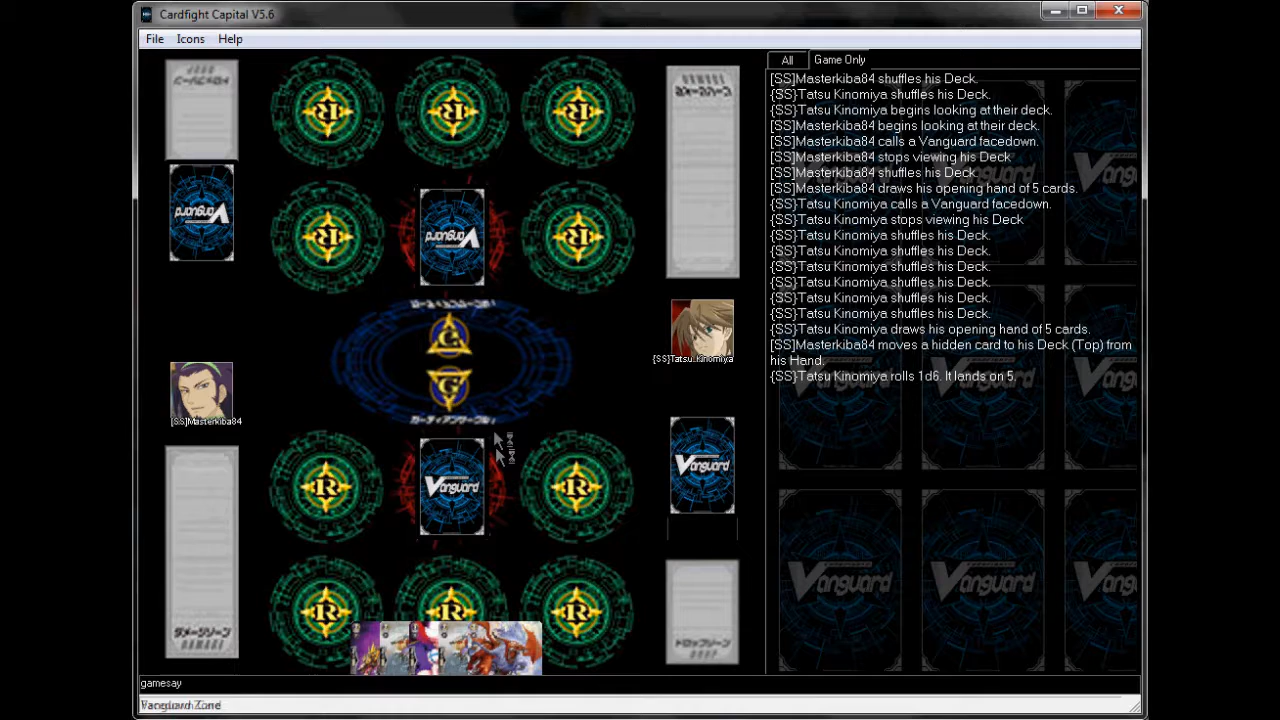 Cardfight Capital V5.6
File Icons Help
All Game Only
[SS]Masterkiba84 shuffles his Deck.
{SS}Tatsu Kinomiya shuffles his Deck.
{SS}Tatsu Kinomiya begins looking at their deck.
[SS]Masterkiba84 begins looking at their deck.
[SS]Masterkiba84 calls a Vanguard facedown.
[SS]Masterkiba84 stops viewing his Deck
[SS]Masterkiba84 shuffles his Deck.
[SS]Masterkiba84 draws his opening hand of 5 cards.
{SS}Tatsu Kinomiya calls a Vanguard facedown.
{SS}Tatsu Kinomiya stops viewing his Deck
{SS}Tatsu Kinomiya shuffles his Deck.
{SS}Tatsu Kinomiya shuffles his Deck.
{SS}Tatsu Kinomiya shuffles his Deck.
{SS}Tatsu Kinomiya shuffles his Deck.
{SS}Tatsu Kinomiya shuffles his Deck.
{SS}Tatsu Kinomiya shuffles his Deck.
{SS}Tatsu Kinomiya draws his opening hand of 5 cards.
[SS]Masterkiba84 moves a hidden card to his Deck (Top) from
his Hand.
{SS}Tatsu Kinomiya rolls 1d6. It lands on 5.
R R R
Vanguard
R Vanguard R
{SS}Tatsu Kinomiya
G
G
[SS]Masterkiba84
R Vanguard R
Vanguard
R R R
ダメージゾーン
DAMAGE
Vanguard Vanguard
gamesay